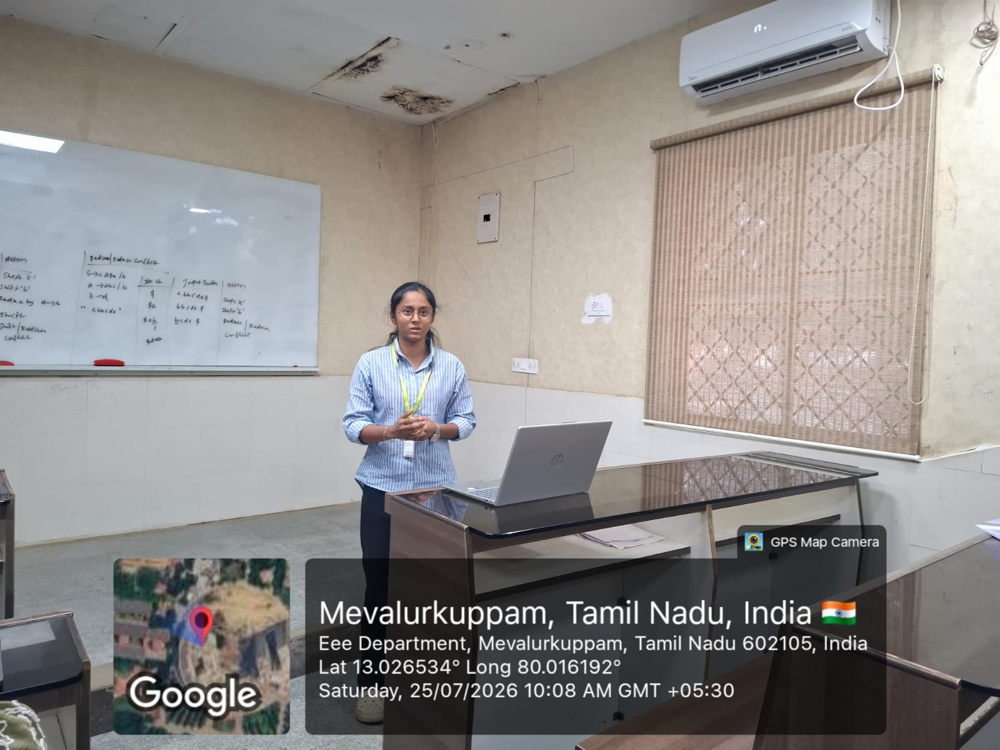 Action
Shift 'b'
Reduce by A→b
Shift
Shift/Reduce
Conflict
Reduce/Reduce Conflict
S→aABe/b
A→Abc/b
B→d
"abbcde"
Stack
$
$a
$ab
Input Buffer
abbcde$
bbcde$
bcde$
Action
Shift 'a'
Shift 'b'
Reduce/Reduce
Conflict
hp
GPS Map Camera
Google
Mevalurkuppam, Tamil Nadu, India
Eee Department, Mevalurkuppam, Tamil Nadu 602105, India
Lat 13.026534° Long 80.016192°
Saturday, 25/07/2026 10:08 AM GMT +05:30